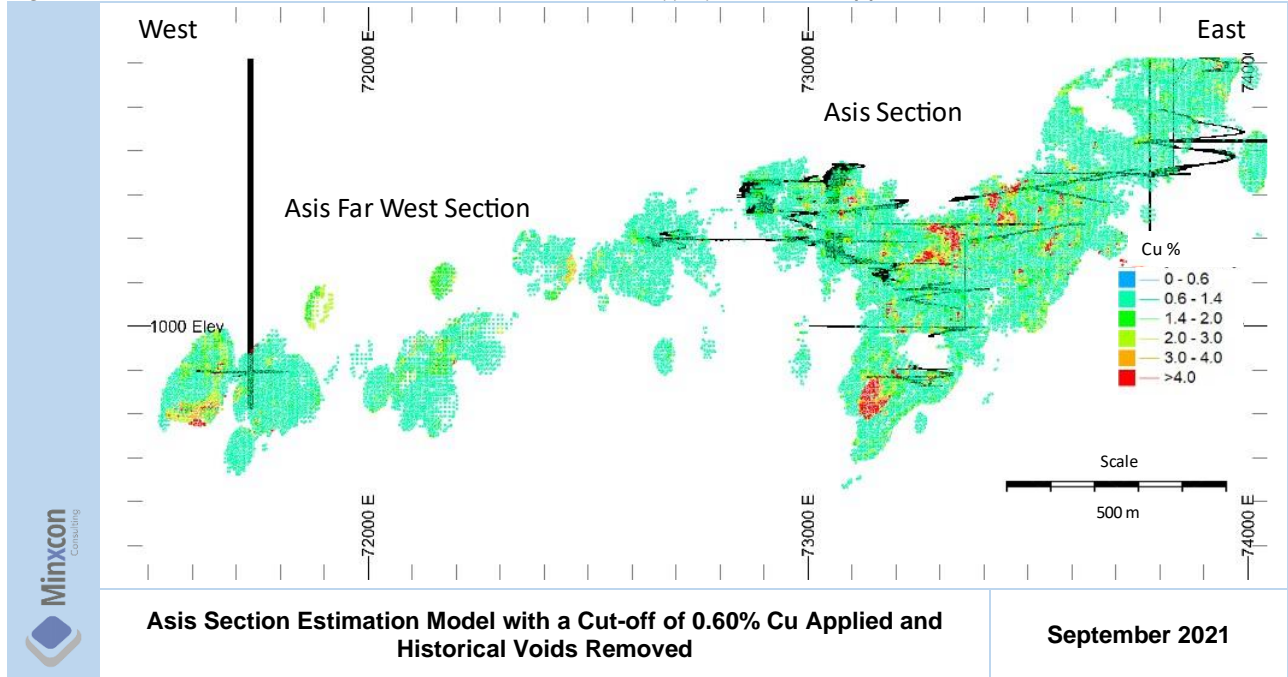 West
East
72000 E
73000 E
74000
Asis Section
Asis Far West Section
Cu %
0 - 0.6
0.6 - 1.4
1.4 - 2.0
2.0 - 3.0
3.0 - 4.0
>4.0
1000 Elev
Scale
500 m
72000 E
73000 E
74000 E
Minxcon
Consulting
Asis Section Estimation Model with a Cut-off of 0.60% Cu Applied and
Historical Voids Removed
September 2021